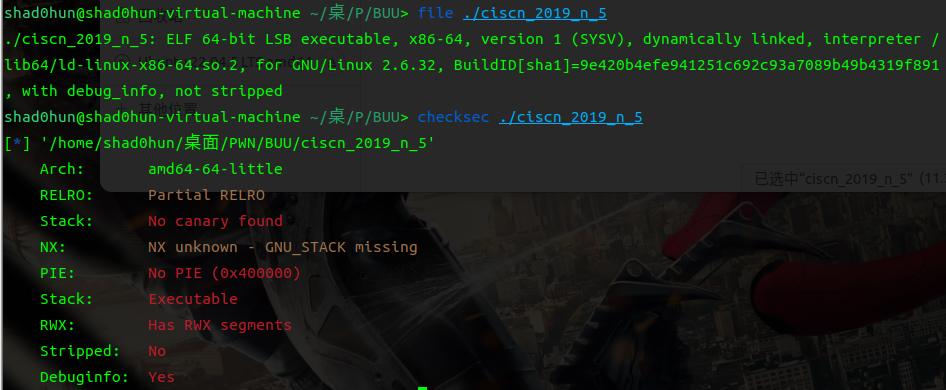 shad0hun@shad0hun-virtual-machine ~/桌/P/BUU> file ./ciscn_2019_n_5
./ciscn_2019_n_5: ELF 64-bit LSB executable, x86-64, version 1 (SYSV), dynamically linked, interpreter /
lib64/ld-linux-x86-64.so.2, for GNU/Linux 2.6.32, BuildID[sha1]=9e420b4efe941251c692c93a7089b49b4319f891
, with debug_info, not stripped
其他位置
shad0hun@shad0hun-virtual-machine ~/桌/P/BUU> checksec ./ciscn_2019_n_5
[*] '/home/shad0hun/桌面/PWN/BUU/ciscn_2019_n_5'
Arch: amd64-64-little
已选中"ciscn_2019_n_5" (11.
RELRO: Partial RELRO
Stack: No canary found
NX: NX unknown - GNU_STACK missing
PIE: No PIE (0x400000)
Stack: Executable
RWX: Has RWX segments
Stripped: No
Debuginfo: Yes